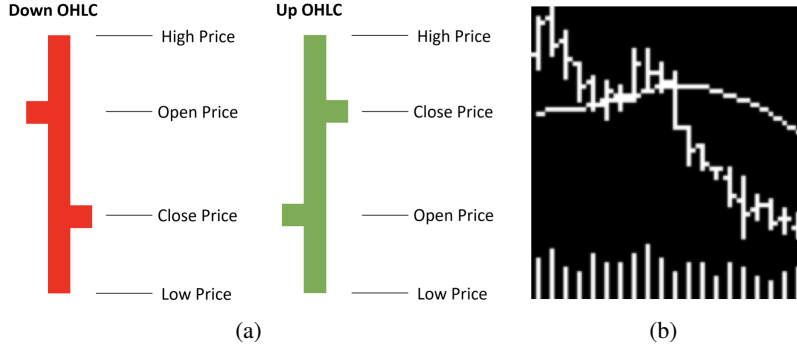 Down OHLC
High Price
Open Price
Close Price
Low Price
Up OHLC
High Price
Close Price
Open Price
Low Price
(a)
(b)